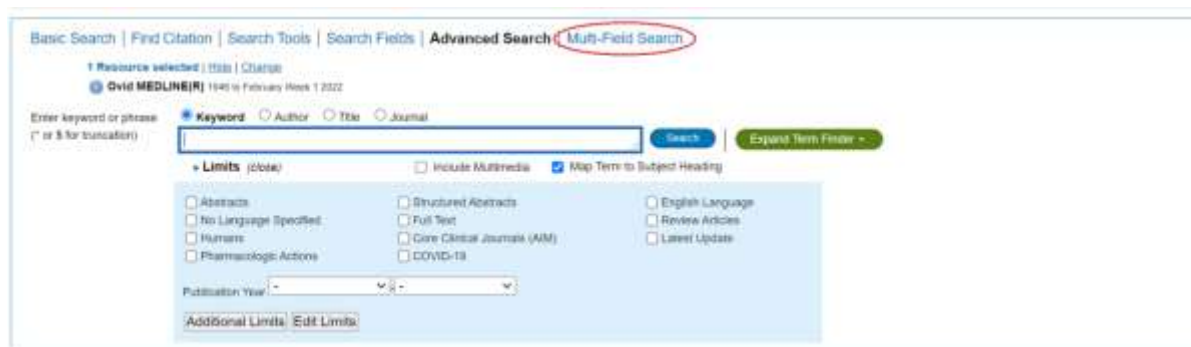 Basic Search | Find Citation | Search Tools | Search Fields | Advanced Search | Multi-Field Search
1 Resource selected | Hide | Change
Ovid MEDLINE(R) 1946 to February Week 1 2022
Enter keyword or phrase
(* or $ for truncation)
Keyword Author Title Journal
Search
Expand Term Finder
Limits (close)
Include Multimedia
Map Term to Subject Heading
Abstracts Structured Abstracts English Language
No Language Specified Full Text Review Articles
Humans Core Clinical Journals (AIM) Latest Update
Pharmacologic Actions COVID-19
Publication Year - -
Additional Limits Edit Limits